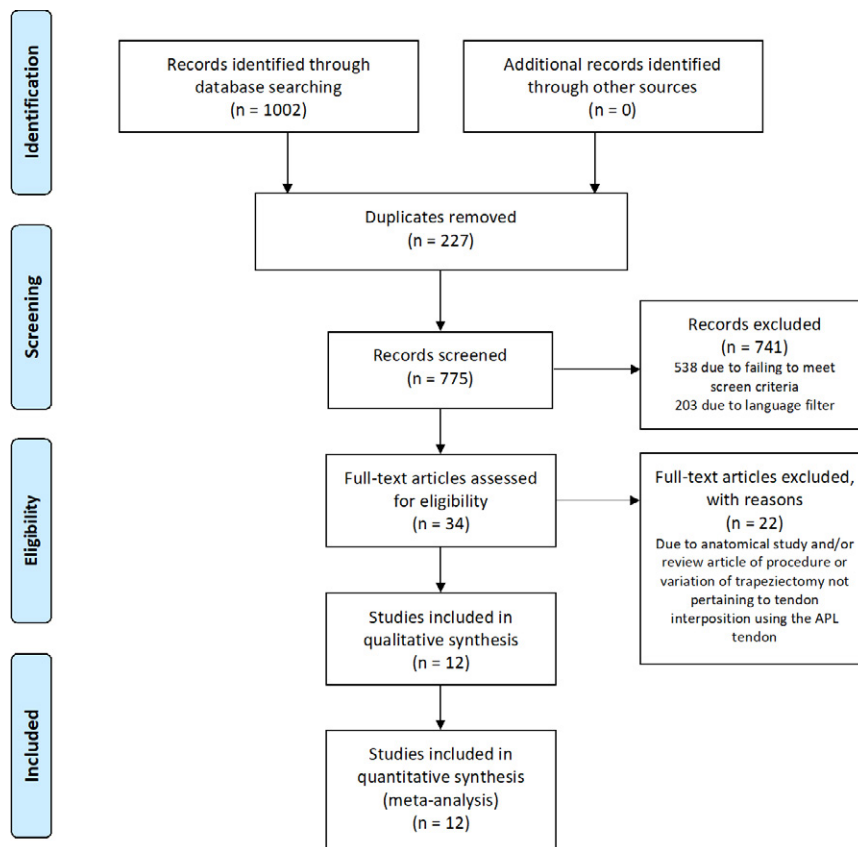 Identification
Records identified through
database searching
(n = 1002)
Additional records identified
through other sources
(n = 0)
Duplicates removed
(n = 227)
Screening
Records screened
(n = 775)
Records excluded
(n = 741)
538 due to failing to meet
screen criteria
203 due to language filter
Eligibility
Full-text articles assessed
for eligibility
(n = 34)
Full-text articles excluded,
with reasons
(n = 22)
Due to anatomical study and/or
review article of procedure or
variation of trapeziectomy not
pertaining to tendon
interposition using the APL
tendon
Studies included in
qualitative synthesis
(n = 12)
Included
Studies included in
quantitative synthesis
(meta-analysis)
(n = 12)